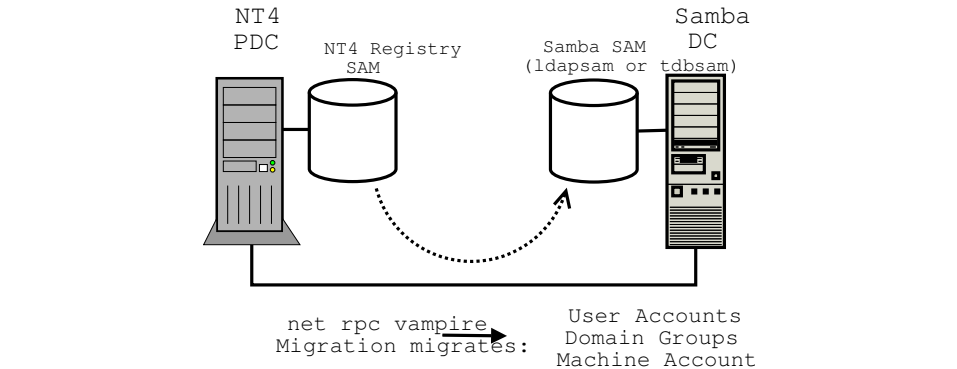 NT4
PDC
Samba
DC
NT4 Registry
SAM
Samba SAM
(ldapsam or tdbsam)
net rpc vampire
Migration migrates:
User Accounts
Domain Groups
Machine Account